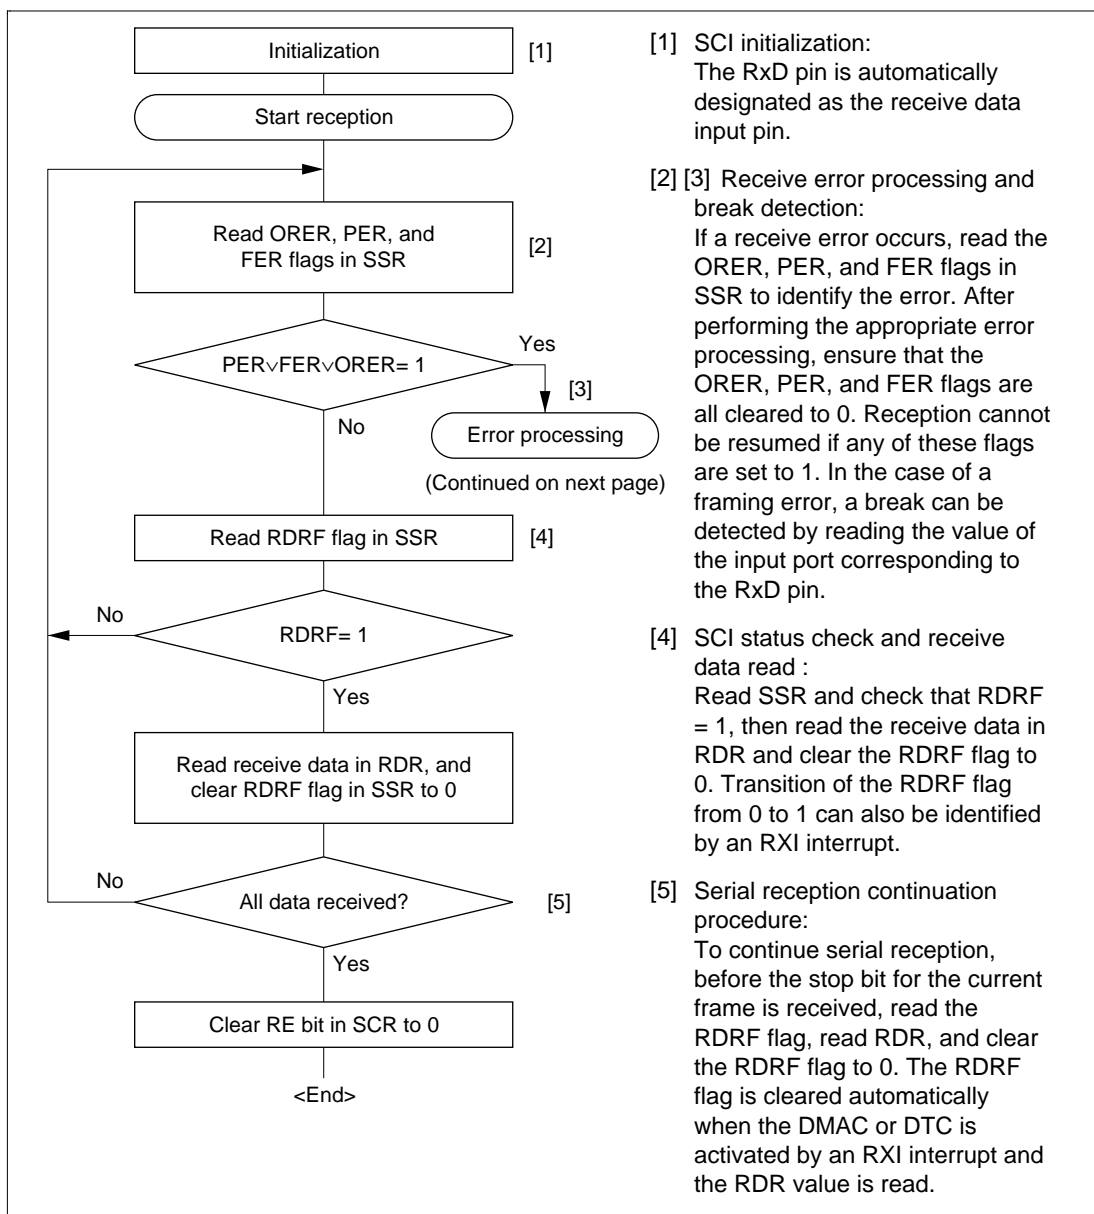 Initialization
[1]
Start reception
Read ORER, PER, and
FER flags in SSR
[2]
PER∨FER∨ORER= 1
Yes
[3]
No
Error processing
(Continued on next page)
Read RDRF flag in SSR
[4]
No
RDRF= 1
Yes
Read receive data in RDR, and
clear RDRF flag in SSR to 0
No
All data received?
[5]
Yes
Clear RE bit in SCR to 0
<End>
[1] SCI initialization:
The RxD pin is automatically
designated as the receive data
input pin.
[2] [3] Receive error processing and
break detection:
If a receive error occurs, read the
ORER, PER, and FER flags in
SSR to identify the error. After
performing the appropriate error
processing, ensure that the
ORER, PER, and FER flags are
all cleared to 0. Reception cannot
be resumed if any of these flags
are set to 1. In the case of a
framing error, a break can be
detected by reading the value of
the input port corresponding to
the RxD pin.
[4] SCI status check and receive
data read :
Read SSR and check that RDRF
= 1, then read the receive data in
RDR and clear the RDRF flag to
0. Transition of the RDRF flag
from 0 to 1 can also be identified
by an RXI interrupt.
[5] Serial reception continuation
procedure:
To continue serial reception,
before the stop bit for the current
frame is received, read the
RDRF flag, read RDR, and clear
the RDRF flag to 0. The RDRF
flag is cleared automatically
when the DMAC or DTC is
activated by an RXI interrupt and
the RDR value is read.